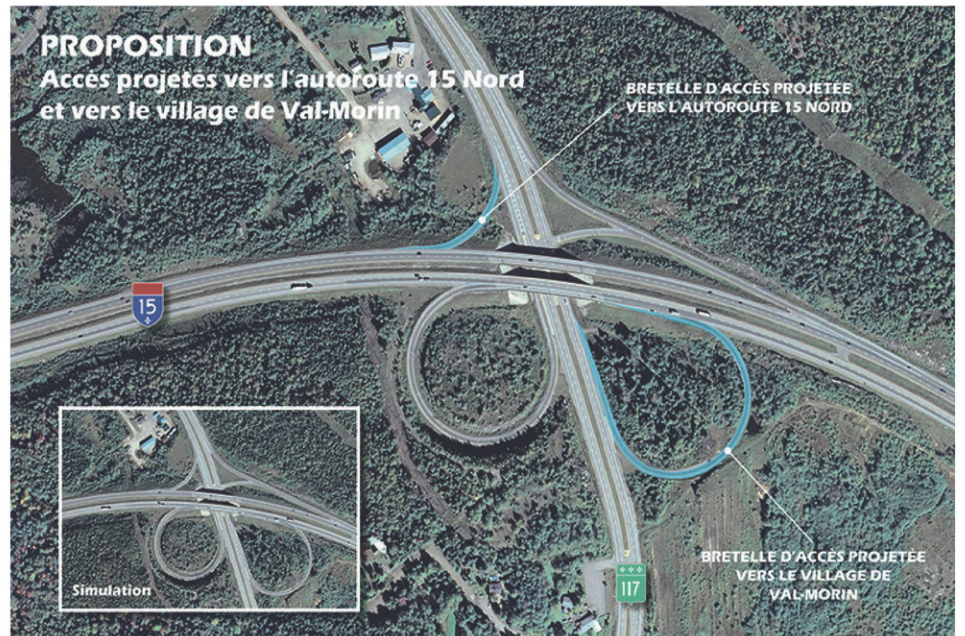 PROPOSITION
Accès projetés vers l'autoroute 15 Nord
et vers le village de Val-Morin
BRETELLE D'ACCÈS PROJETÉE
VERS L'AUTOROUTE 15 NORD
15
Simulation
117
BRETELLE D'ACCÈS PROJETÉE
VERS LE VILLAGE DE
VAL-MORIN